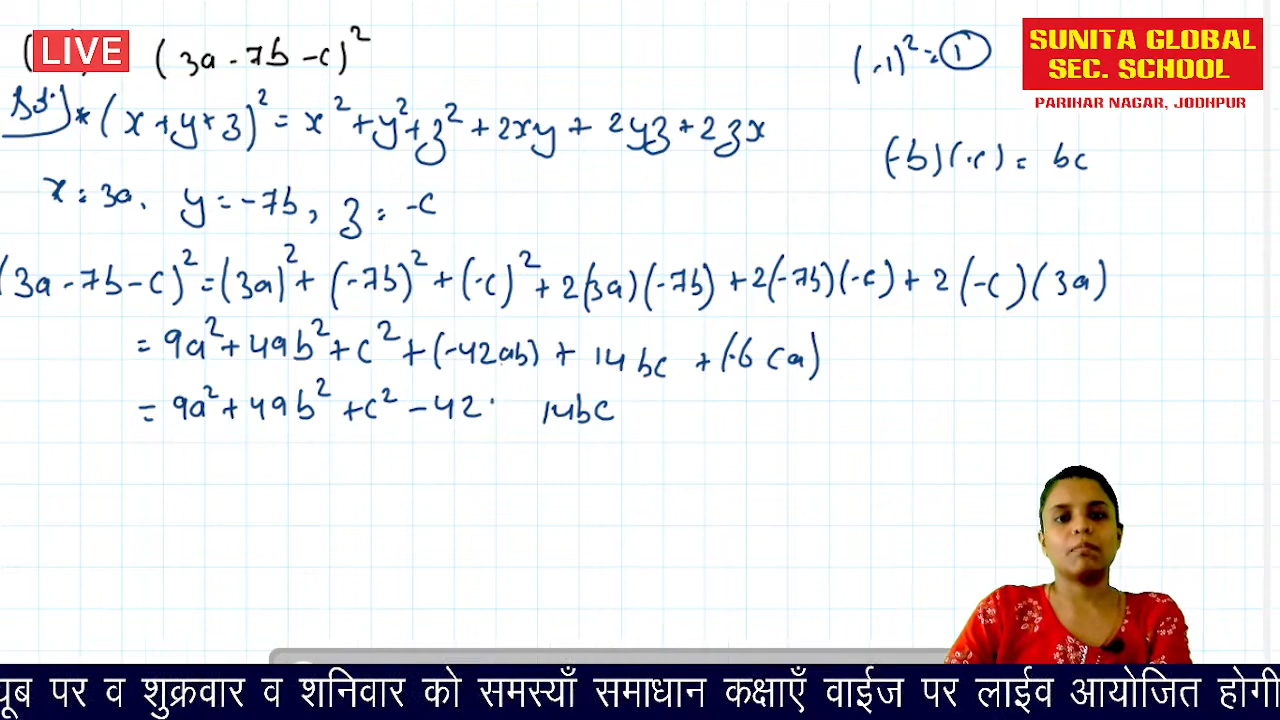 LIVE
(3a - 7b - c)²
(-1)² = 1
SUNITA GLOBAL
SEC. SCHOOL
PARIHAR NAGAR, JODHPUR
* (x + y + z)² = x² + y² + z² + 2xy + 2yz + 2zx
(-b)(-c) = bc
x = 3a, y = -7b, z = -c
(3a - 7b - c)² = (3a)² + (-7b)² + (-c)² + 2(3a)(-7b) + 2(-7b)(-c) + 2(-c)(3a)
= 9a² + 49b² + c² + (-42ab) + 14bc + (-6ca)
= 9a² + 49b² + c² - 42 14bc
यूब पर व शुक्रवार व शनिवार को समस्याँ समाधान कक्षाएँ वाईज पर लाईव आयोजित होगी